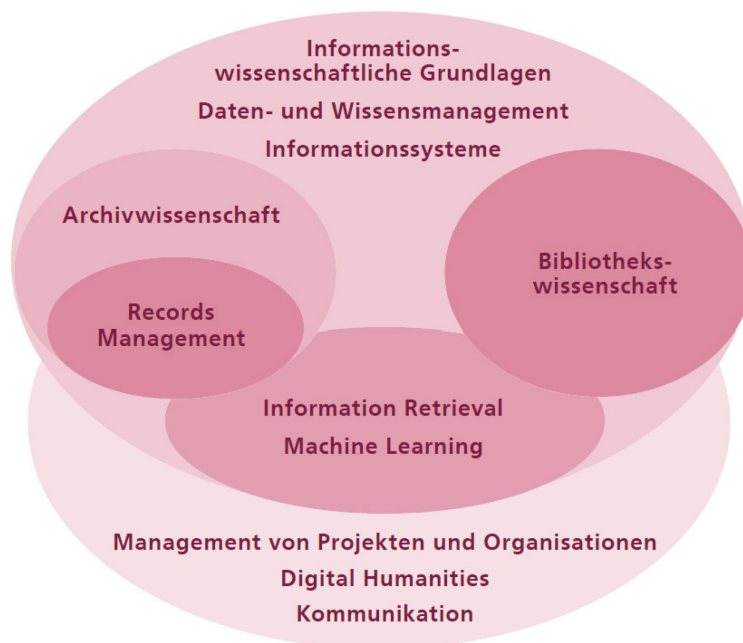 Informations-
wissenschaftliche Grundlagen
Daten- und Wissensmanagement
Informationssysteme
Archivwissenschaft
Records
Management
Bibliotheks-
wissenschaft
Information Retrieval
Machine Learning
Management von Projekten und Organisationen
Digital Humanities
Kommunikation